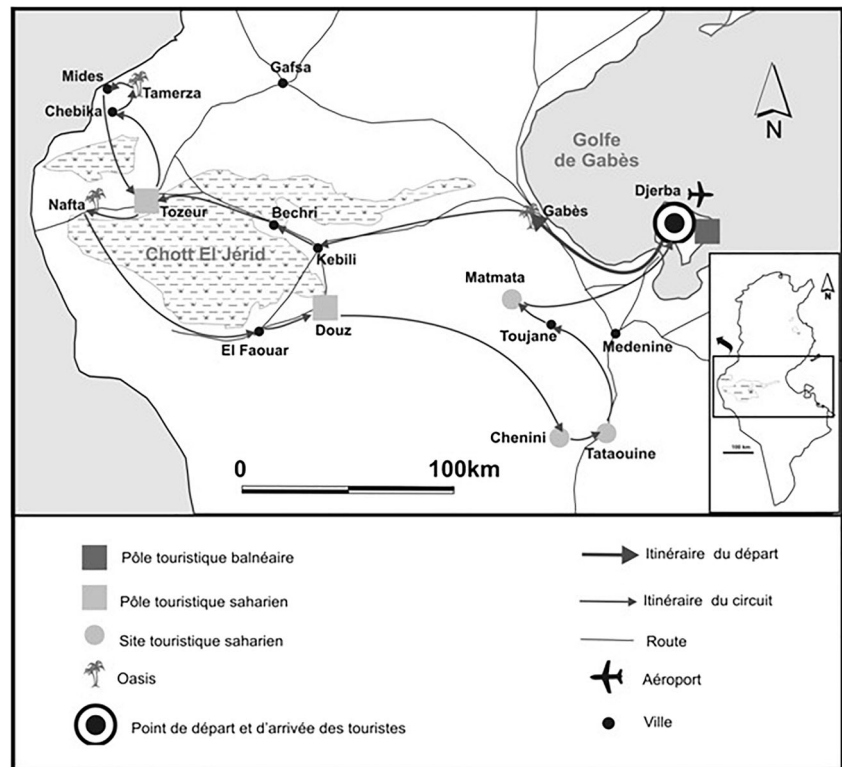 Mides
Tamerza
Chebika
Gafsa
N
Golfe
de Gabès
Djerba
Nafta
Tozeur
Bechri
Gabès
Chott El Jérid
Kebili
Matmata
Douz
El Faouar
Toujane
Medenine
N
Chenini
Tataouine
0 100km
100 km
Pôle touristique balnéaire
Pôle touristique saharien
Site touristique saharien
Oasis
Point de départ et d'arrivée des touristes
Itinéraire du départ
Itinéraire du circuit
Route
Aéroport
Ville